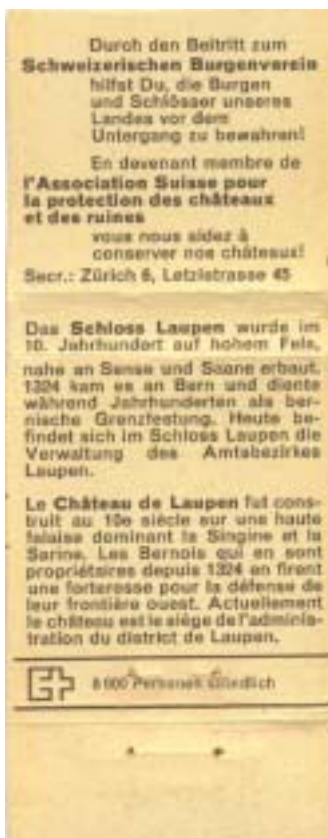 Durch den Beitritt zum
Schweizerischen Burgenverein
hilfst Du, die Burgen
und Schlösser unseres
Landes vor dem
Untergang zu bewahren!
En devenant membre de
l'Association Suisse pour
la protection des châteaux
et des ruines
vous nous aidez à
conserver nos châteaux!
Secr.: Zürich 6, Letzistrasse 45
Das Schloss Laupen wurde im
10. Jahrhundert auf hohem Fels,
nahe an Sense und Saane erbaut.
1324 kam es an Bern und diente
während Jahrhunderten als ber-
nische Grenzfestung. Heute be-
findet sich im Schloss Laupen die
Verwaltung des Amtsbezirkes
Laupen.
Le Château de Laupen fut cons-
truit au 10e siècle sur une haute
falaise dominant la Singine et la
Sarine. Les Bernois qui en sont
propriétaires depuis 1324 en firent
une forteresse pour la défense de
leur frontière ouest. Actuellement
le château est le siège de l'adminis-
tration du district de Laupen.
Personen